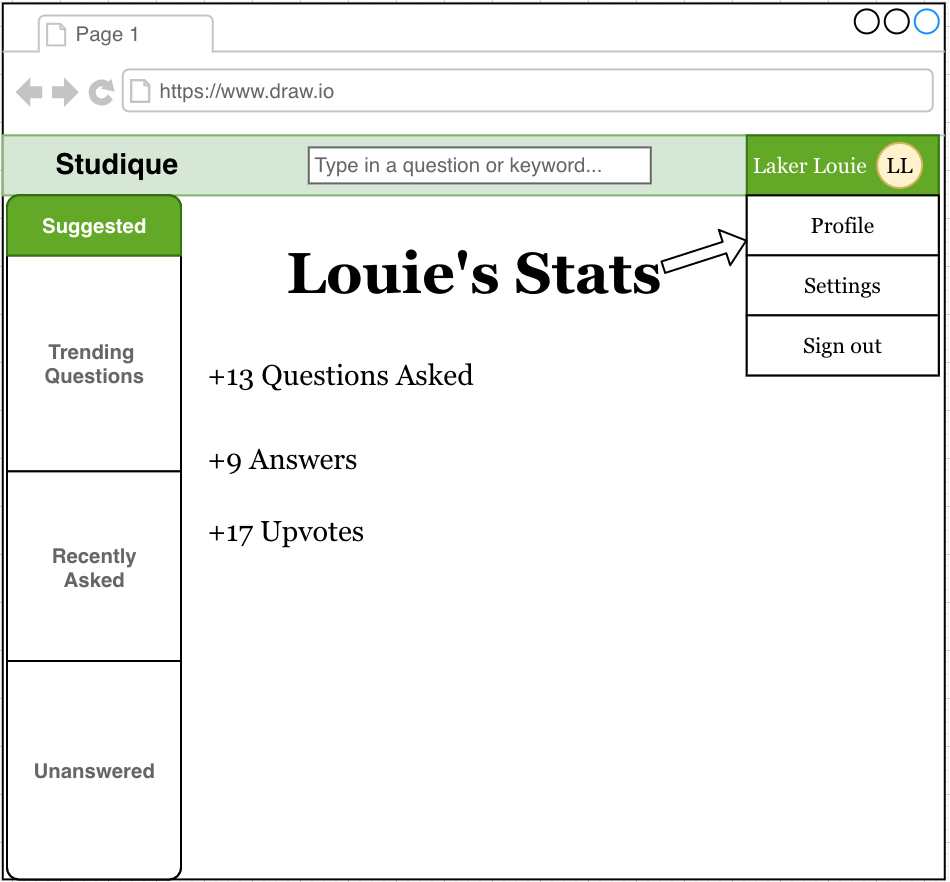 Page 1
https://www.draw.io
Studique
Type in a question or keyword...
Laker Louie
LL
Suggested
Profile
Settings
Sign out
Louie's Stats
Trending
Questions
+13 Questions Asked
+9 Answers
+17 Upvotes
Recently
Asked
Unanswered